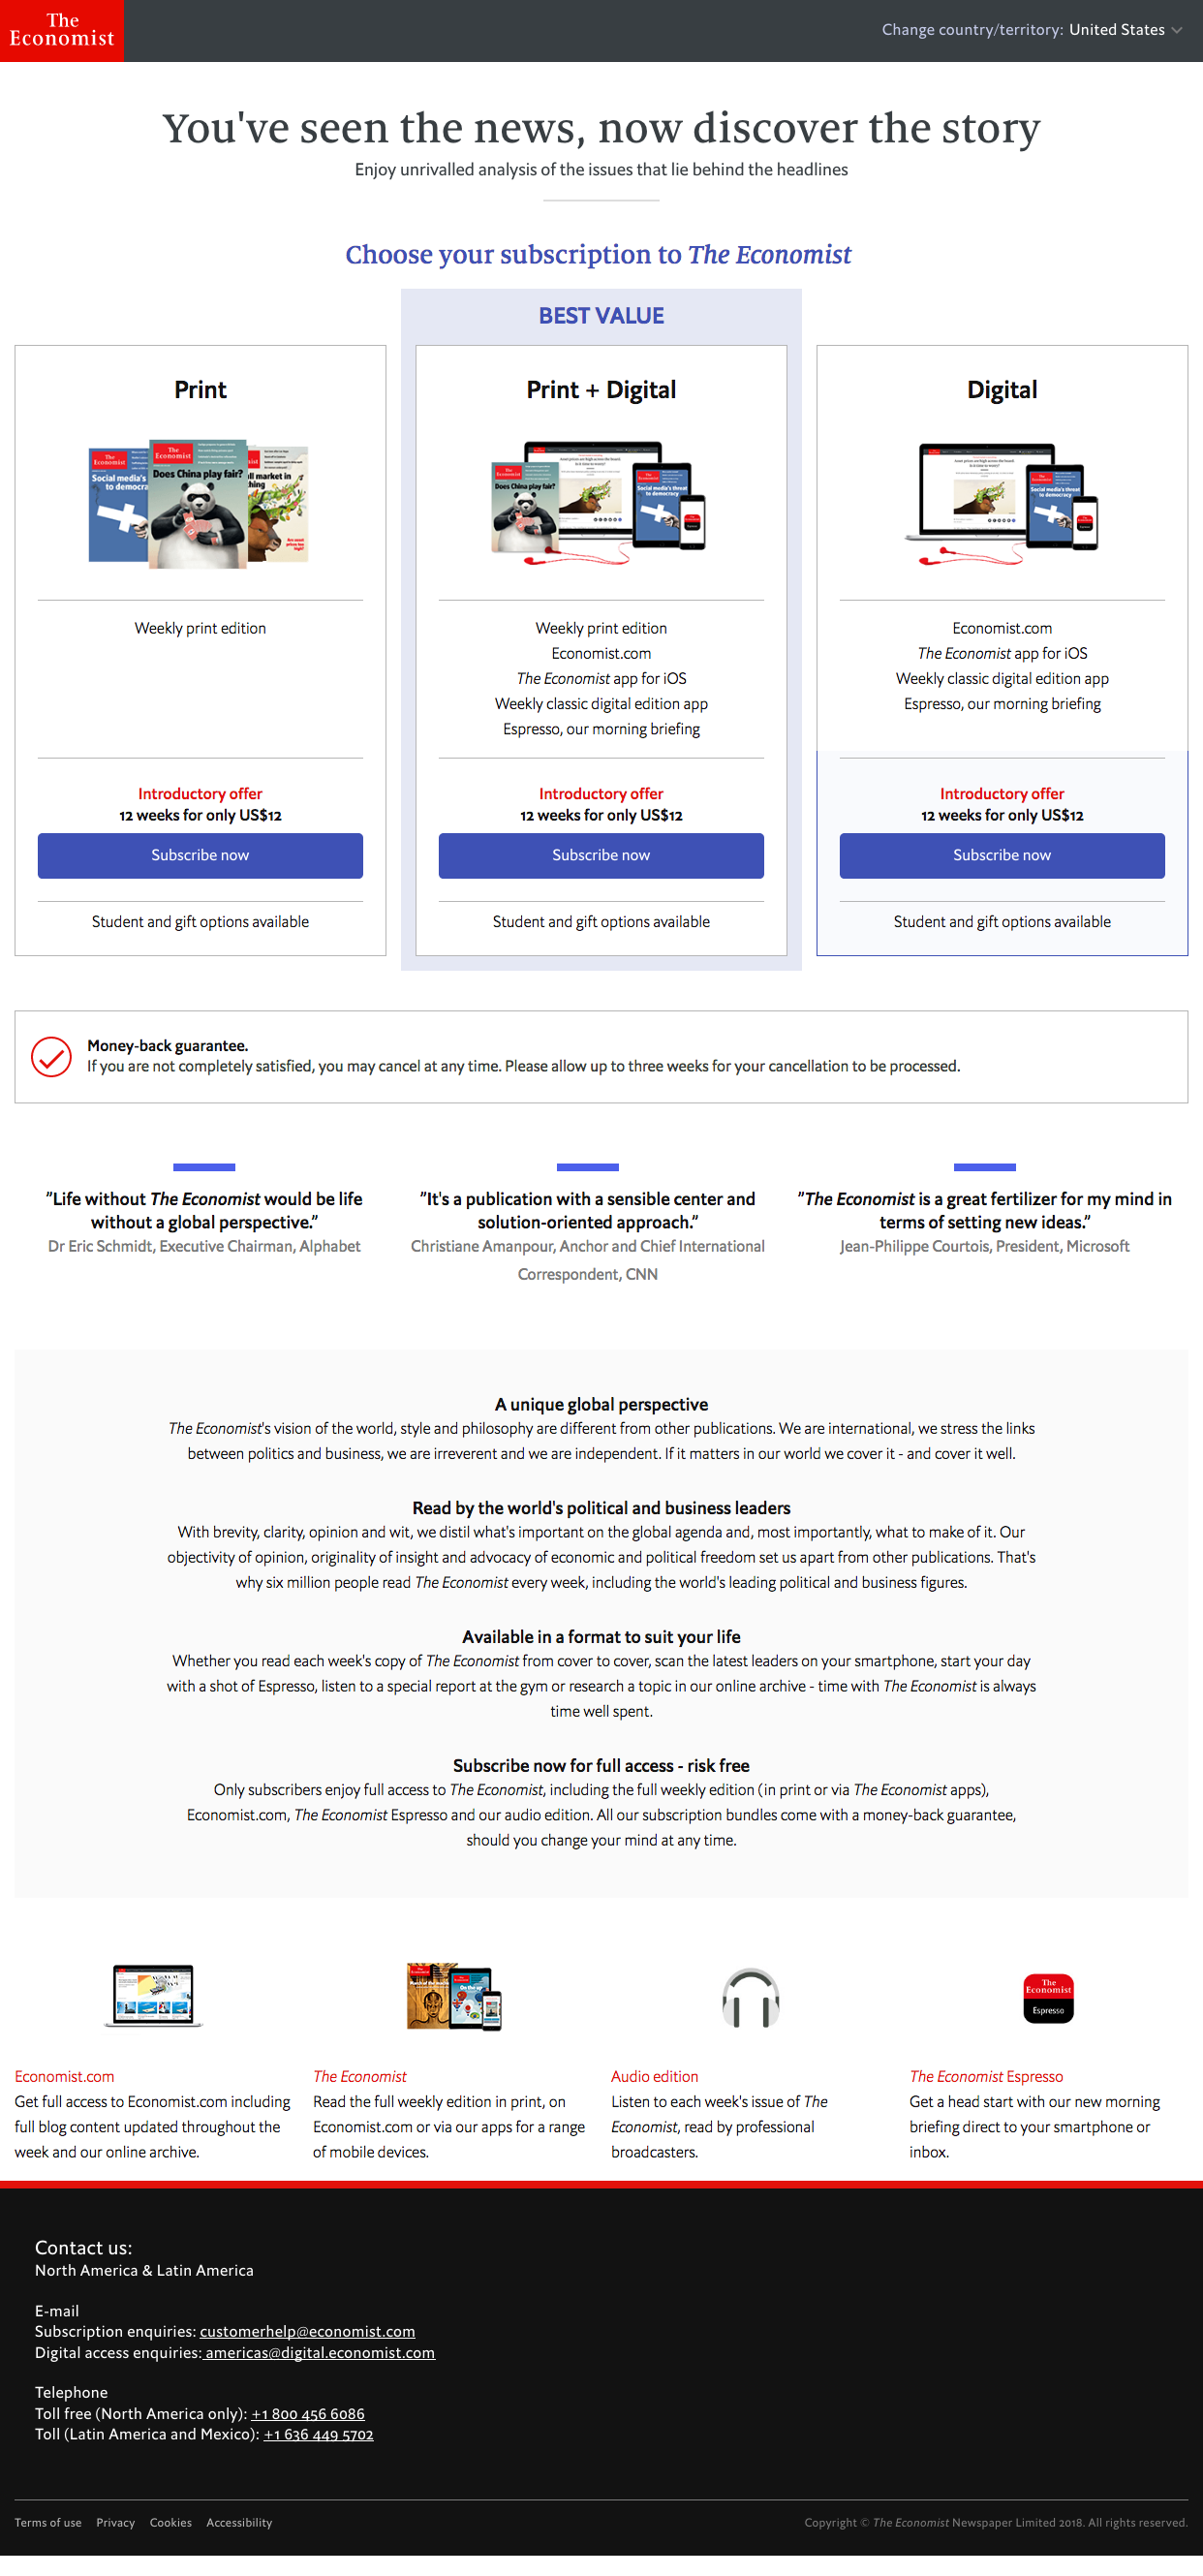 The
Economist
Change country/territory: United States
You've seen the news, now discover the story
Enjoy unrivalled analysis of the issues that lie behind the headlines
Choose your subscription to The Economist
BEST VALUE
Print
The
Economist
Does China play fair?
Social media's threat
to democracy
Weekly print edition
Introductory offer
12 weeks for only US$12
Subscribe now
Student and gift options available
Print + Digital
Does China play fair?
Social media's threat
to democracy
Weekly print edition
Economist.com
The Economist app for iOS
Weekly classic digital edition app
Espresso, our morning briefing
Introductory offer
12 weeks for only US$12
Subscribe now
Student and gift options available
Digital
Social media's threat
to democracy
Economist.com
The Economist app for iOS
Weekly classic digital edition app
Espresso, our morning briefing
Introductory offer
12 weeks for only US$12
Subscribe now
Student and gift options available
Money-back guarantee.
If you are not completely satisfied, you may cancel at any time. Please allow up to three weeks for your cancellation to be processed.
"Life without The Economist would be life
without a global perspective."
Dr Eric Schmidt, Executive Chairman, Alphabet
"It's a publication with a sensible center and
solution-oriented approach."
Christiane Amanpour, Anchor and Chief International
Correspondent, CNN
"The Economist is a great fertilizer for my mind in
terms of setting new ideas."
Jean-Philippe Courtois, President, Microsoft
A unique global perspective
The Economist's vision of the world, style and philosophy are different from other publications. We are international, we stress the links
between politics and business, we are irreverent and we are independent. If it matters in our world we cover it - and cover it well.
Read by the world's political and business leaders
With brevity, clarity, opinion and wit, we distil what's important on the global agenda and, most importantly, what to make of it. Our
objectivity of opinion, originality of insight and advocacy of economic and political freedom set us apart from other publications. That's
why six million people read The Economist every week, including the world's leading political and business figures.
Available in a format to suit your life
Whether you read each week's copy of The Economist from cover to cover, scan the latest leaders on your smartphone, start your day
with a shot of Espresso, listen to a special report at the gym or research a topic in our online archive - time with The Economist is always
time well spent.
Subscribe now for full access - risk free
Only subscribers enjoy full access to The Economist, including the full weekly edition (in print or via The Economist apps),
Economist.com, The Economist Espresso and our audio edition. All our subscription bundles come with a money-back guarantee,
should you change your mind at any time.
The
Economist
Espresso
Economist.com
Get full access to Economist.com including
full blog content updated throughout the
week and our online archive.
The Economist
Read the full weekly edition in print, on
Economist.com or via our apps for a range
of mobile devices.
Audio edition
Listen to each week's issue of The
Economist, read by professional
broadcasters.
The Economist Espresso
Get a head start with our new morning
briefing direct to your smartphone or
inbox.
Contact us:
North America & Latin America
E-mail
Subscription enquiries: customerhelp@economist.com
Digital access enquiries: americas@digital.economist.com
Telephone
Toll free (North America only): +1 800 456 6086
Toll (Latin America and Mexico): +1 636 449 5702
Terms of use Privacy Cookies Accessibility
Copyright © The Economist Newspaper Limited 2018. All rights reserved.